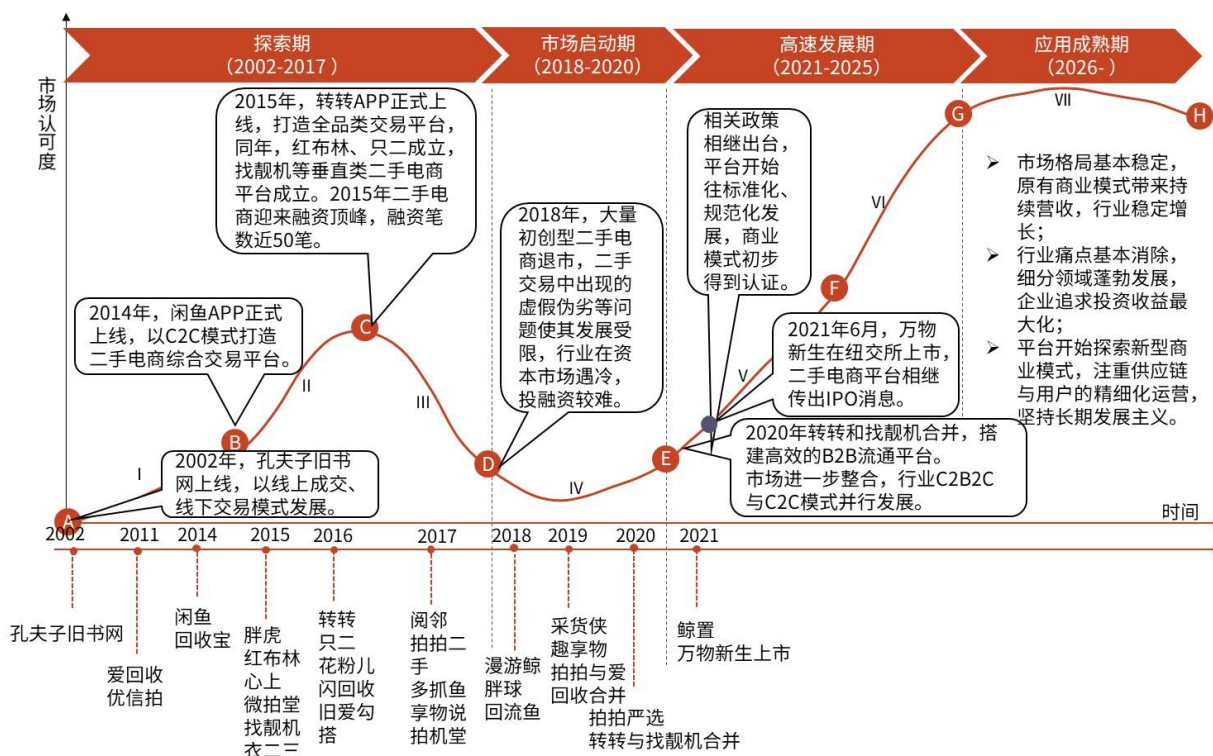 探索期
（2002-2017 ）
市场启动期
（2018-2020）
高速发展期
（2021-2025）
应用成熟期
（2026- ）
市场认可度
2015年，转转APP正式上
线，打造全品类交易平台，
同年，红布林、只二成立，
找靓机等垂直类二手电商
平台成立。2015年二手电
商迎来融资顶峰，融资笔
数近50笔。
2014年，闲鱼APP正式
上线，以C2C模式打造
二手电商综合交易平台。
2002年，孔夫子旧书
网上线，以线上成交、
线下交易模式发展。
2018年，大量
初创型二手电
商退市，二手
交易中出现的
虚假伪劣等问
题使其发展受
限，行业在资
本市场遇冷，
投融资较难。
相关政策
相继出台，
平台开始
往标准化、
规范化发
展，商业
模式初步
得到认证。
2021年6月，万物
新生在纽交所上市，
二手电商平台相继
传出IPO消息。
2020年转转和找靓机合并，搭
建高效的B2B流通平台。
市场进一步整合，行业C2B2C
与C2C模式并行发展。
➢ 市场格局基本稳定，
原有商业模式带来持
续营收，行业稳定增
长；
➢ 行业痛点基本消除，
细分领域蓬勃发展，
企业追求投资收益最
大化；
➢ 平台开始探索新型商
业模式，注重供应链
与用户的精细化运营，
坚持长期发展主义。
A
B
C
D
E
F
G
H
I
II
III
IV
V
VI
VII
时间
2002
2011
2014
2015
2016
2017
2018
2019
2020
2021
孔夫子旧书网
爱回收
优信拍
闲鱼
回收宝
胖虎
红布林
心上
微拍堂
找靓机
衣二三
转转
只二
花粉儿
闪回收
旧爱勾
搭
阅邻
拍拍二
手
多抓鱼
享物说
拍机堂
漫游鲸
胖球
回流鱼
采货侠
趣享物
拍拍与爱
回收合并
拍拍严选
转转与找靓机合并
鲸置
万物新生上市